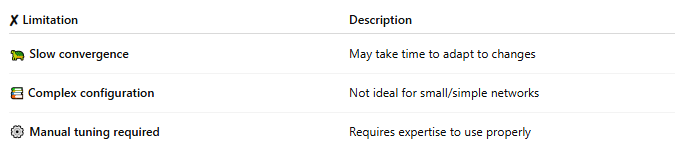 ✗ Limitation Description
🐢 Slow convergence May take time to adapt to changes
📚 Complex configuration Not ideal for small/simple networks
⚙️ Manual tuning required Requires expertise to use properly